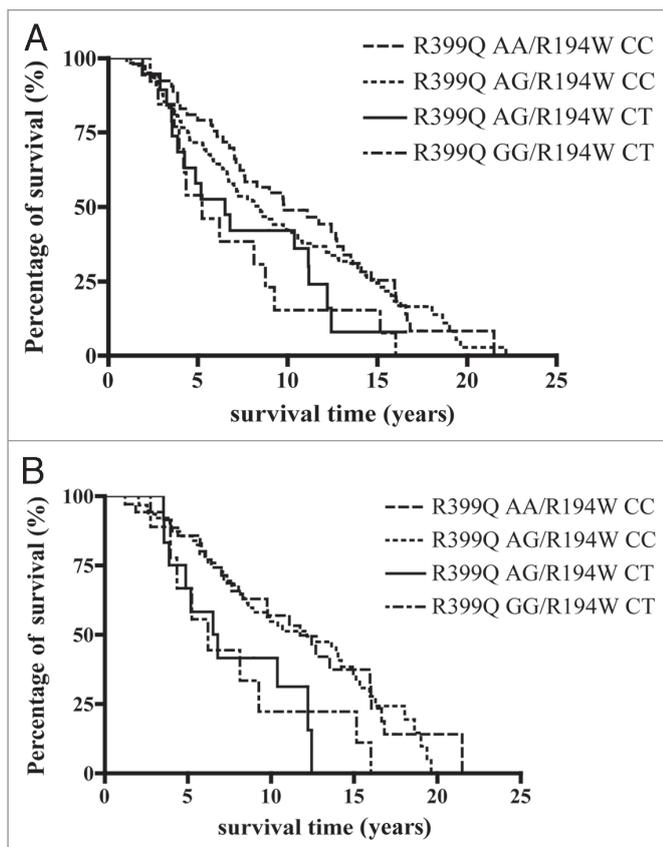 A
Percentage of survival (%)
100
75
50
25
0
0 5 10 15 20 25
survival time (years)
R399Q AA/R194W CC
R399Q AG/R194W CC
R399Q AG/R194W CT
R399Q GG/R194W CT
B
Percentage of survival (%)
100
75
50
25
0
0 5 10 15 20 25
survival time (years)
R399Q AA/R194W CC
R399Q AG/R194W CC
R399Q AG/R194W CT
R399Q GG/R194W CT